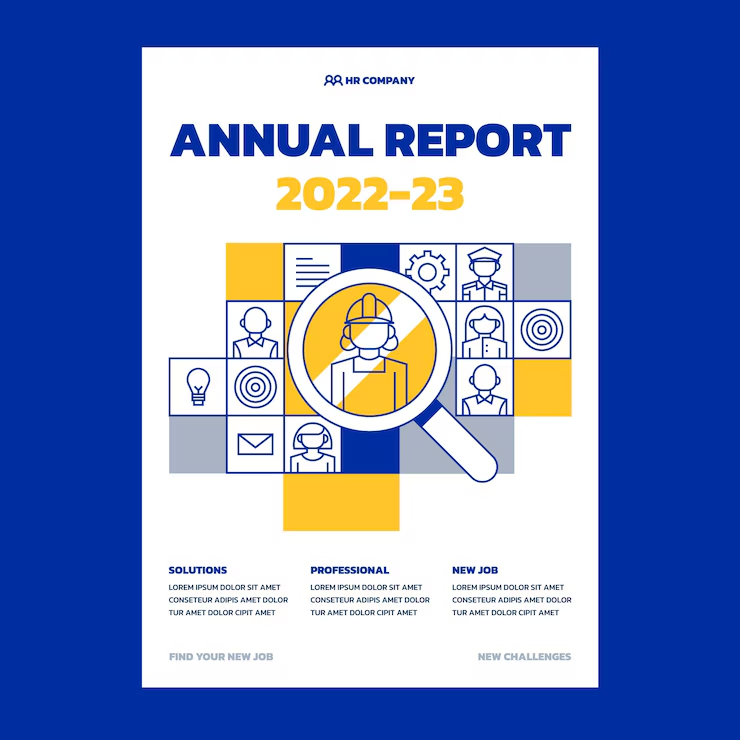 HR COMPANY
ANNUAL REPORT
2022-23
SOLUTIONS
LOREM IPSUM DOLOR SIT AMET
CONSETEUR ADIPIS AMET DOLOR
TUR AMET DOLOR CIPIT AMET
PROFESSIONAL
LOREM IPSUM DOLOR SIT AMET
CONSETEUR ADIPIS AMET DOLOR
TUR AMET DOLOR CIPIT AMET
NEW JOB
LOREM IPSUM DOLOR SIT AMET
CONSETEUR ADIPIS AMET DOLOR
TUR AMET DOLOR CIPIT AMET
FIND YOUR NEW JOB
NEW CHALLENGES